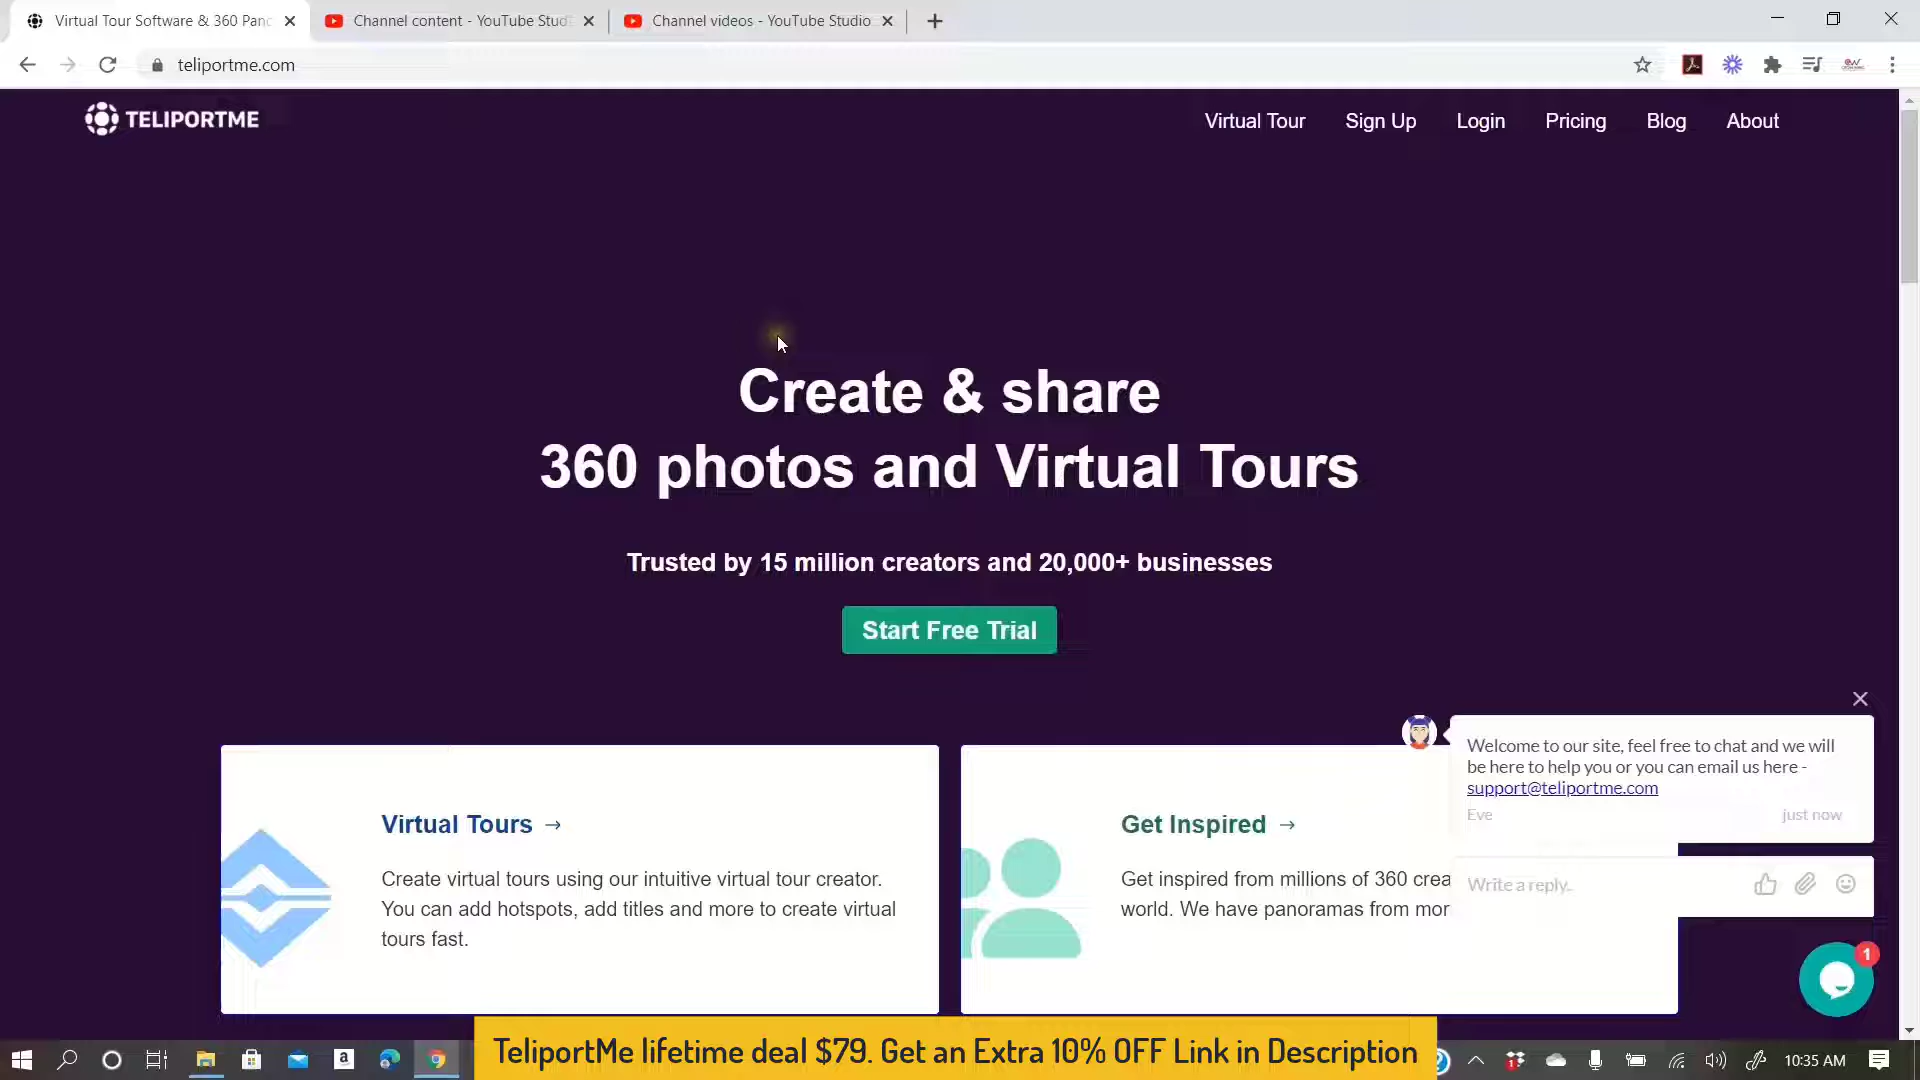 Virtual Tour Software & 360 Pano
Channel content - YouTube Stud
Channel videos - YouTube Studio
teliportme.com
TELIPORTME
Virtual Tour
Sign Up
Login
Pricing
Blog
About
Create & share
360 photos and Virtual Tours
Trusted by 15 million creators and 20,000+ businesses
Start Free Trial
Virtual Tours →
Create virtual tours using our intuitive virtual tour creator.
You can add hotspots, add titles and more to create virtual
tours fast.
Get Inspired →
Get inspired from millions of 360 crea
world. We have panoramas from mor
Welcome to our site, feel free to chat and we will
be here to help you or you can email us here -
support@teliportme.com
Eve
just now
Write a reply..
1
TeliportMe lifetime deal $79. Get an Extra 10% OFF Link in Description
10:35 AM